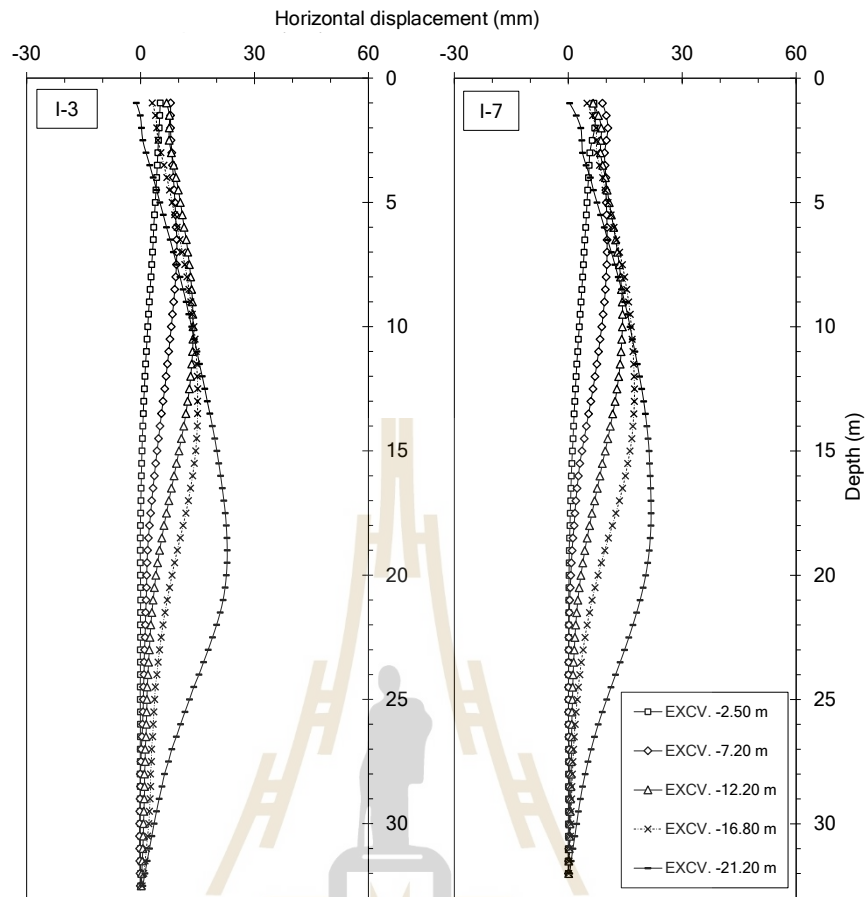 Horizontal displacement (mm)
-30 0 30 60 -30 0 30 60
0 0
I-3 I-7
5 5
10 10
15 15
Depth (m)
20 20
25 25
EXCV. -2.50 m
EXCV. -7.20 m
EXCV. -12.20 m
30 30
EXCV. -16.80 m
EXCV. -21.20 m